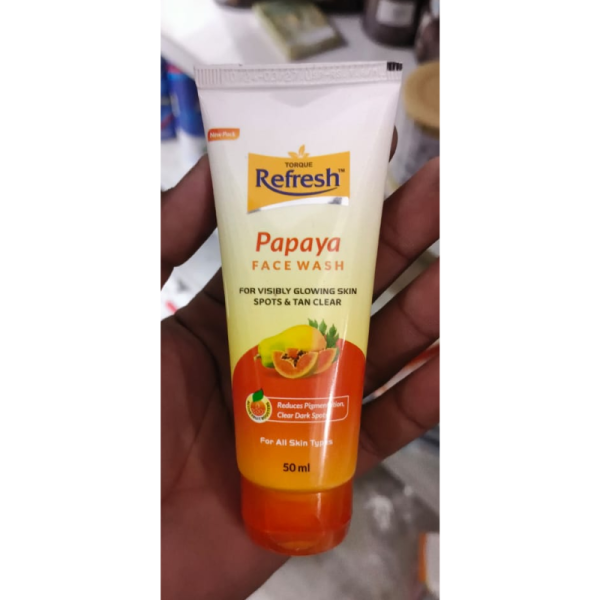 New Pack
TORQUE
Refresh™
Papaya
FACE WASH
FOR VISIBLY GLOWING SKIN
SPOTS & TAN CLEAR
Reduces Pigmentation,
Clear Dark Spots
For All Skin Types
50 ml